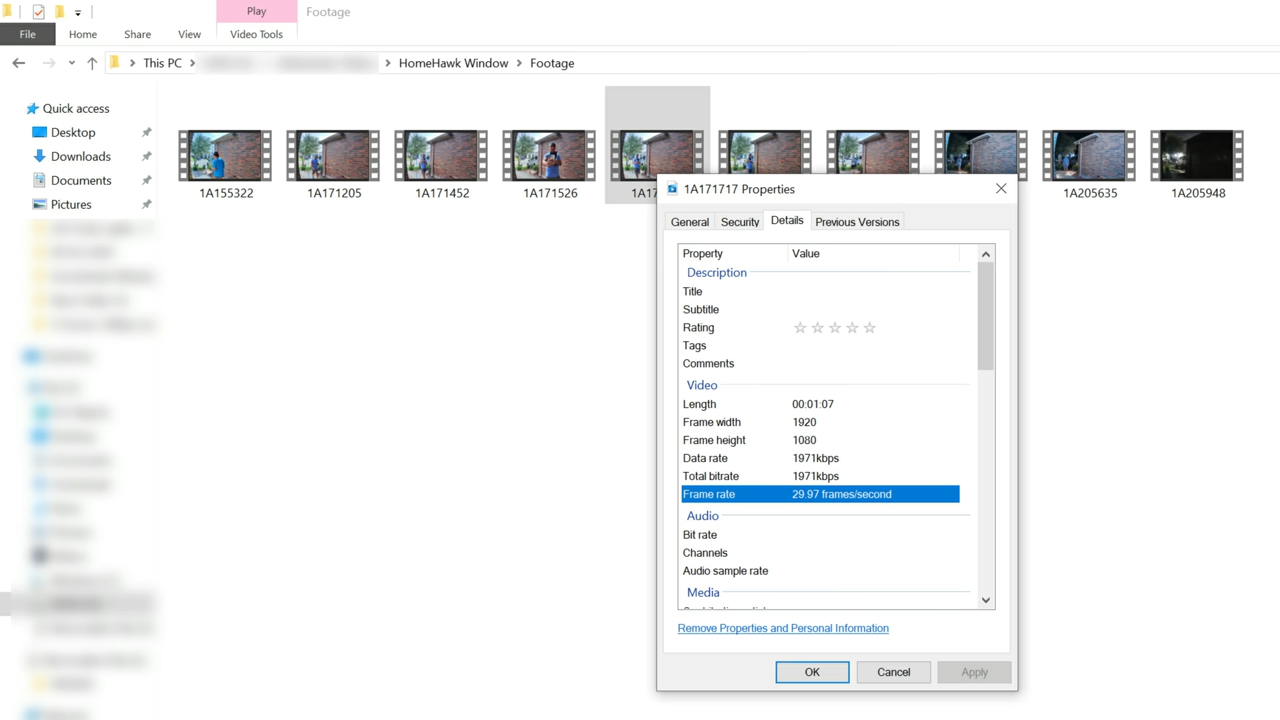 Play
Footage
File
Home
Share
View
Video Tools
This PC
HomeHawk Window
Footage
Quick access
Desktop
Downloads
Documents
Pictures
1A155322
1A171205
1A171452
1A171526
1A17
1A205635
1A205948
1A171717 Properties
General
Security
Details
Previous Versions
Property Value
Description
Title
Subtitle
Rating
Tags
Comments
Video
Length 00:01:07
Frame width 1920
Frame height 1080
Data rate 1971kbps
Total bitrate 1971kbps
Frame rate 29.97 frames/second
Audio
Bit rate
Channels
Audio sample rate
Media
Remove Properties and Personal Information
OK
Cancel
Apply